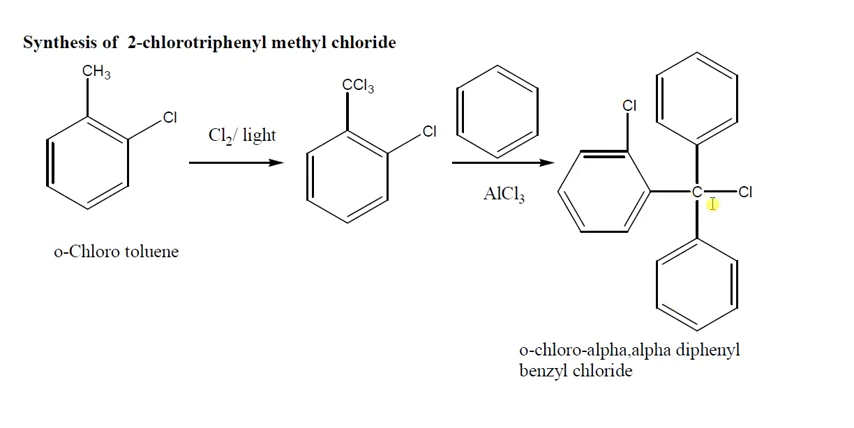 Synthesis of 2-chlorotriphenyl methyl chloride
CH3
Cl
Cl2/ light
CCl3
Cl
AlCl3
Cl
C
Cl
o-Chloro toluene
o-chloro-alpha,alpha diphenyl
benzyl chloride